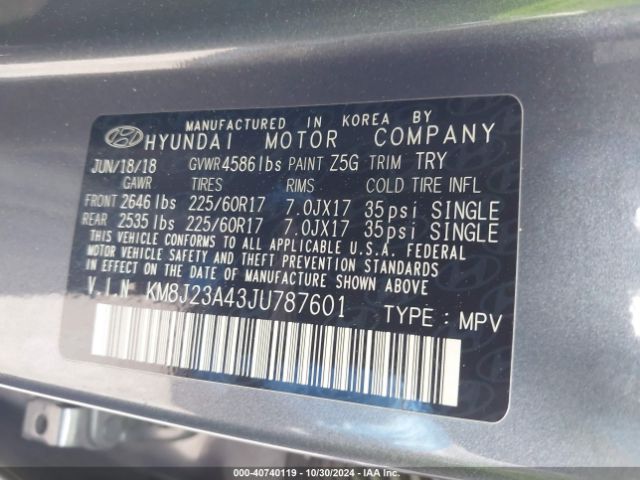 MANUFACTURED IN KOREA BY
HYUNDAI MOTOR COMPANY
JUN/18/18 GVWR 4586lbs PAINT Z5G TRIM TRY
GAWR TIRES RIMS COLD TIRE INFL
FRONT 2646 lbs 225/60R17 7.0JX17 35psi SINGLE
REAR 2535 lbs 225/60R17 7.0JX17 35psi SINGLE
THIS VEHICLE CONFORMS TO ALL APPLICABLE U.S.A. FEDERAL
MOTOR VEHICLE SAFETY AND THEFT PREVENTION STANDARDS
IN EFFECT ON THE DATE OF MANUFACTURE SHOWN ABOVE
V.I.N KM8J23A43JU787601 TYPE : MPV
000-40740119 - 10/30/2024 - IAA Inc.